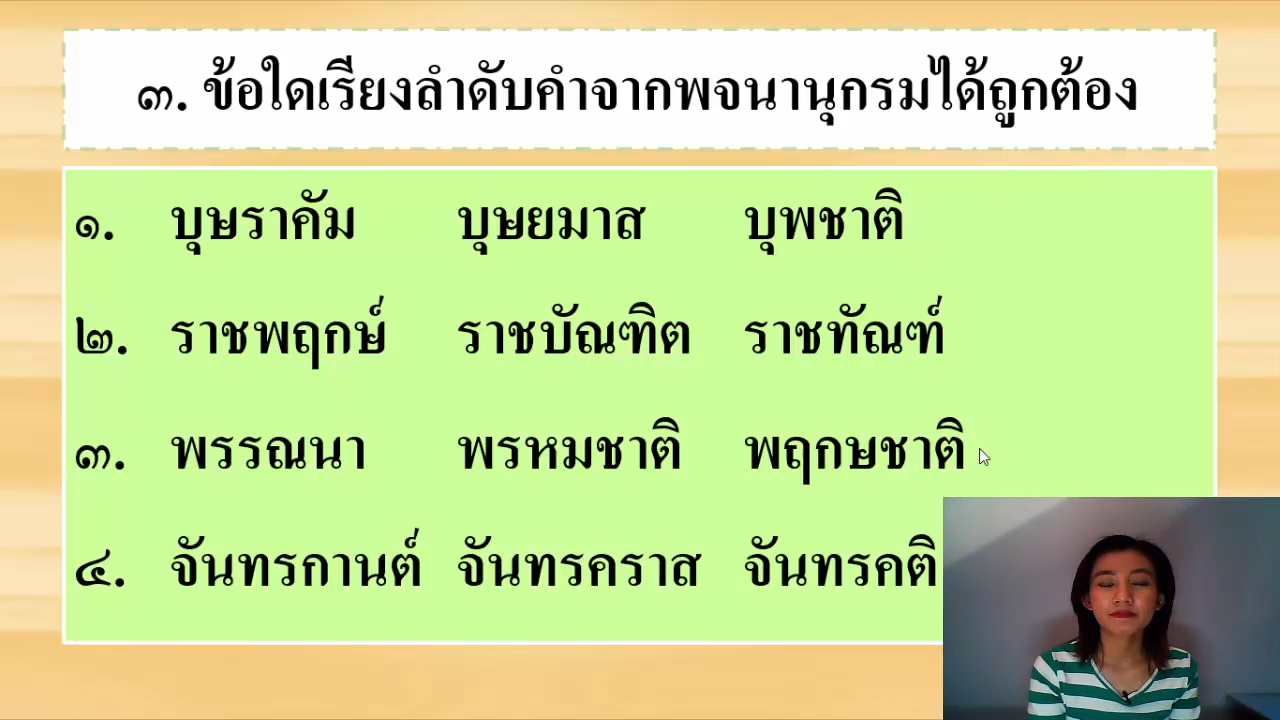 ๓. ข้อใดเรียงลำดับคำจากพจนานุกรมได้ถูกต้อง
๑. บุษราคัม บุษยมาส บุพชาติ
๒. ราชพฤกษ์ ราชบัณฑิต ราชทัณฑ์
๓. พรรณนา พรหมชาติ พฤกษชาติ
๔. จันทรกานต์ จันทรคราส จันทรคติ